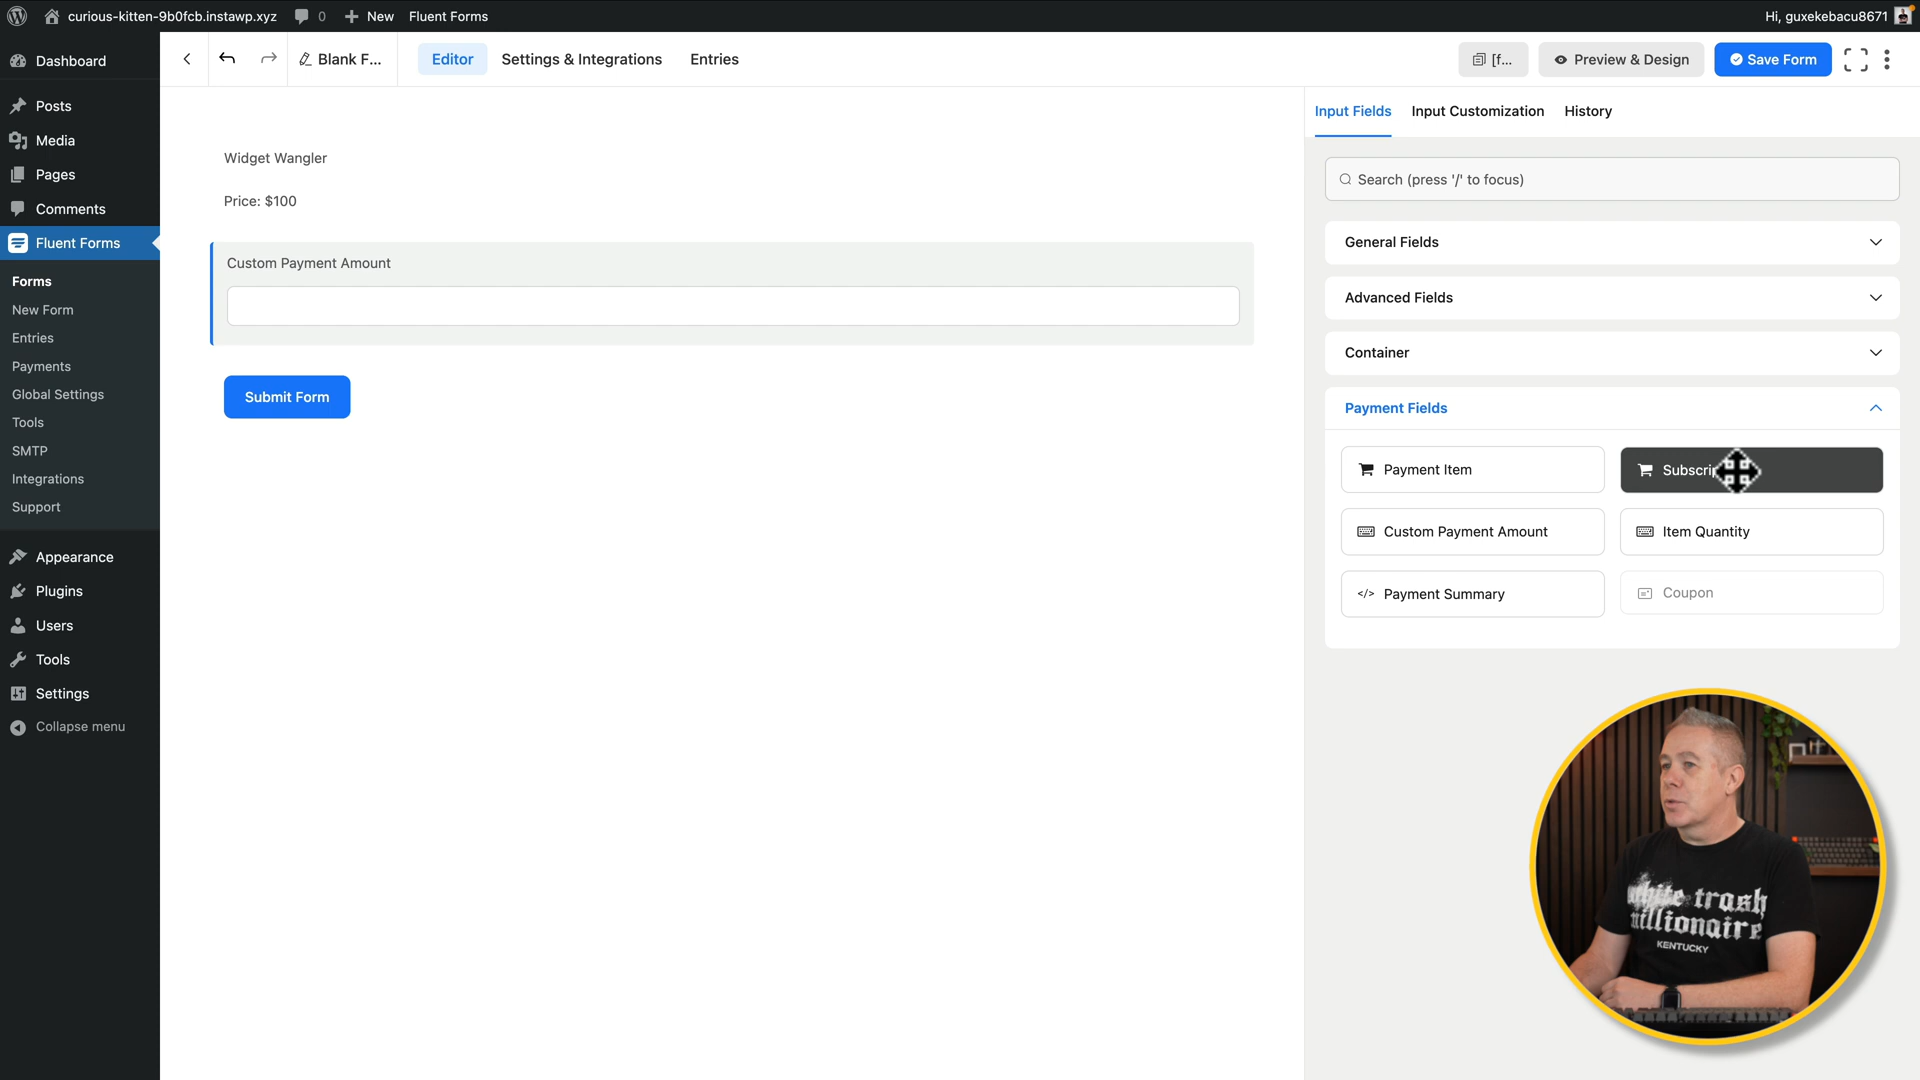 curious-kitten-9b0fcb.instawp.xyz 0 New Fluent Forms Hi, guxekebacu8671
Dashboard
Posts
Media
Pages
Comments
Fluent Forms
Forms
New Form
Entries
Payments
Global Settings
Tools
SMTP
Integrations
Support
Appearance
Plugins
Users
Tools
Settings
Collapse menu
Blank F... Editor Settings & Integrations Entries [f... Preview & Design Save Form
Widget Wangler
Price: $100
Custom Payment Amount
Submit Form
Input Fields Input Customization History
Search (press '/' to focus)
General Fields
Advanced Fields
Container
Payment Fields
Payment Item
Custom Payment Amount Item Quantity
</> Payment Summary Coupon
white trash
millionaire
KENTUCKY